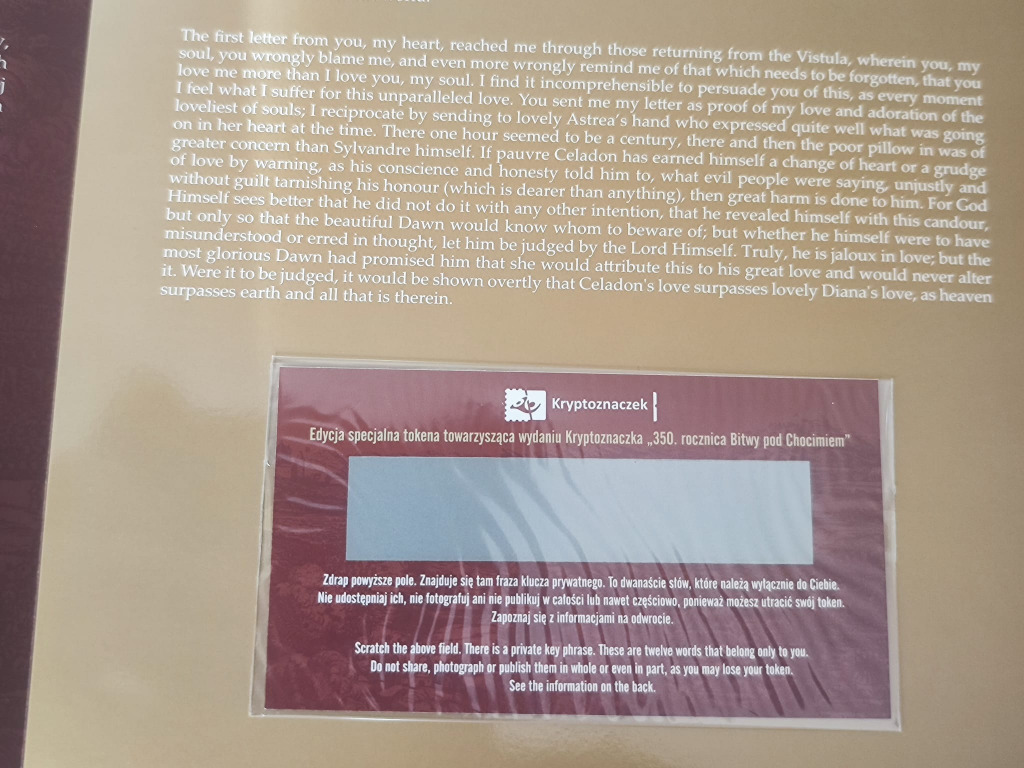 The first letter from you, my heart, reached me through those returning from the Vistula, wherein you, my
soul, you wrongly blame me, and even more wrongly remind me of that which needs to be forgotten, that you
love me more than I love you, my soul. I find it incomprehensible to persuade you of this, as every moment
I feel what I suffer for this unparalleled love. You sent me my letter as proof of my love and adoration of the
loveliest of souls; I reciprocate by sending to lovely Astrea's hand who expressed quite well what was going
on in her heart at the time. There one hour seemed to be a century, there and then the poor pillow in was of
greater concern than Sylvandre himself. If pauvre Celadon has earned himself a change of heart or a grudge
of love by warning, as his conscience and honesty told him to, what evil people were saying, unjustly and
without guilt tarnishing his honour (which is dearer than anything), then great harm is done to him. For God
Himself sees better that he did not do it with any other intention, that he revealed himself with this candour,
but only so that the beautiful Dawn would know whom to beware of; but whether he himself were to have
misunderstood or erred in thought, let him be judged by the Lord Himself. Truly, he is jaloux in love; but the
most glorious Dawn had promised him that she would attribute this to his great love and would never alter
it. Were it to be judged, it would be shown overtly that Celadon's love surpasses lovely Diana's love, as heaven
surpasses earth and all that is therein.
Kryptoznaczek
Edycja specjalna tokena towarzysząca wydaniu Kryptoznaczka „350. rocznica Bitwy pod Chocimiem"
Zdrap powyższe pole. Znajduje się tam fraza klucza prywatnego. To dwanaście słów, które należą wyłącznie do Ciebie.
Nie udostępniaj ich, nie fotografuj ani nie publikuj w całości lub nawet częściowo, ponieważ możesz utracić swój token.
Zapoznaj się z informacjami na odwrocie.
Scratch the above field. There is a private key phrase. These are twelve words that belong only to you.
Do not share, photograph or publish them in whole or even in part, as you may lose your token.
See the information on the back.